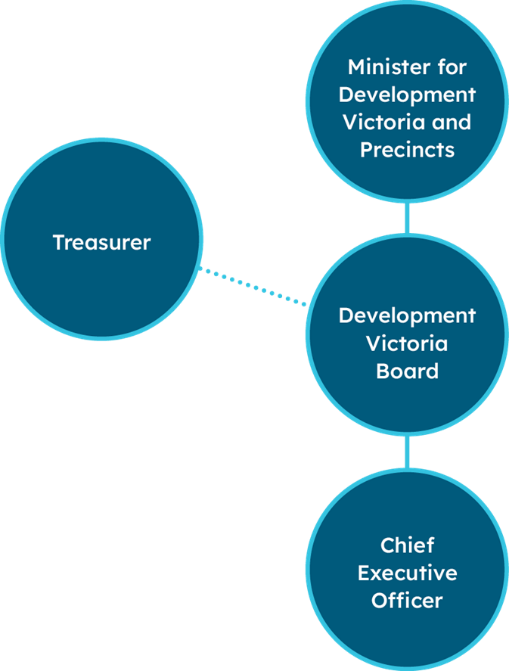 Minister for
Development
Victoria and
Precincts
Treasurer
Development
Victoria
Board
Chief
Executive
Officer